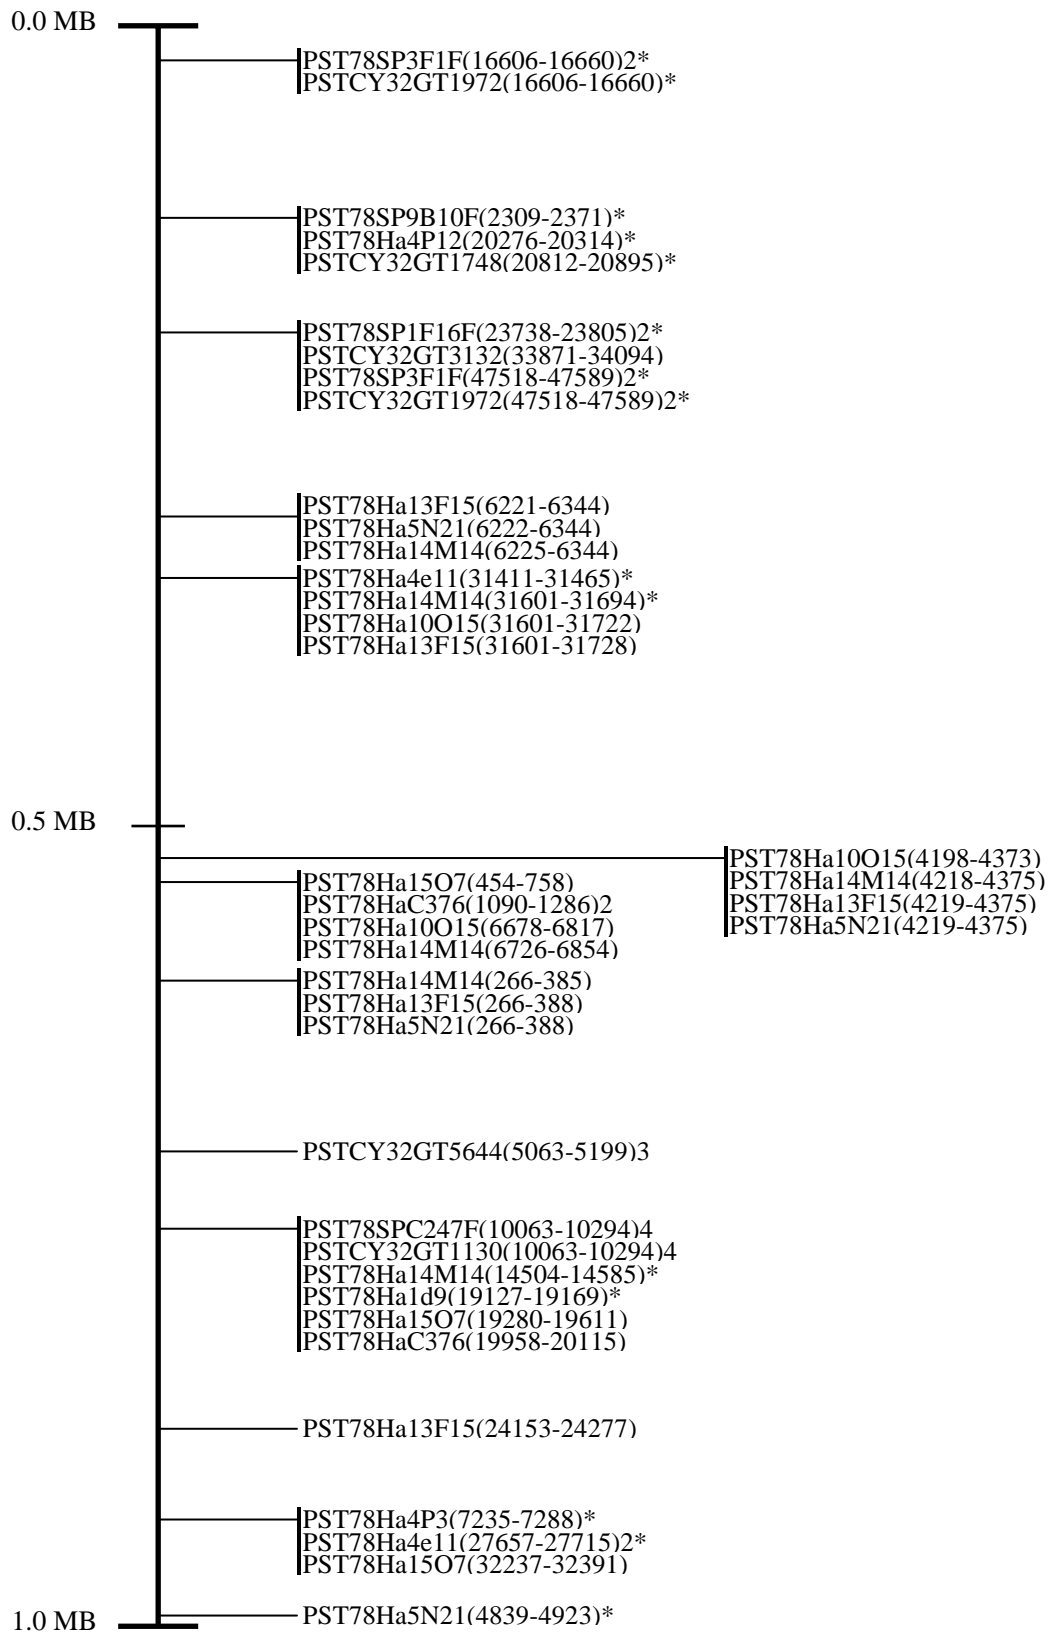 0.0 MB
PST78SP3F1F(16606-16660)2*
PSTCY32GT1972(16606-16660)*
PST78SP9B10F(2309-2371)*
PST78Ha4P12(20276-20314)*
PSTCY32GT1748(20812-20895)*
PST78SP1F16F(23738-23805)2*
PSTCY32GT3132(33871-34094)
PST78SP3F1F(47518-47589)2*
PSTCY32GT1972(47518-47589)2*
PST78Ha13F15(6221-6344)
PST78Ha5N21(6222-6344)
PST78Ha14M14(6225-6344)
PST78Ha4e11(31411-31465)*
PST78Ha14M14(31601-31694)*
PST78Ha10O15(31601-31722)
PST78Ha13F15(31601-31728)
0.5 MB
PST78Ha10O15(4198-4373)
PST78Ha14M14(4218-4375)
PST78Ha13F15(4219-4375)
PST78Ha5N21(4219-4375)
PST78Ha15O7(454-758)
PST78HaC376(1090-1286)2
PST78Ha10O15(6678-6817)
PST78Ha14M14(6726-6854)
PST78Ha14M14(266-385)
PST78Ha13F15(266-388)
PST78Ha5N21(266-388)
PSTCY32GT5644(5063-5199)3
PST78SPC247F(10063-10294)4
PSTCY32GT1130(10063-10294)4
PST78Ha14M14(14504-14585)*
PST78Ha1d9(19127-19169)*
PST78Ha15O7(19280-19611)
PST78HaC376(19958-20115)
PST78Ha13F15(24153-24277)
PST78Ha4P3(7235-7288)*
PST78Ha4e11(27657-27715)2*
PST78Ha15O7(32237-32391)
PST78Ha5N21(4839-4923)*
1.0 MB